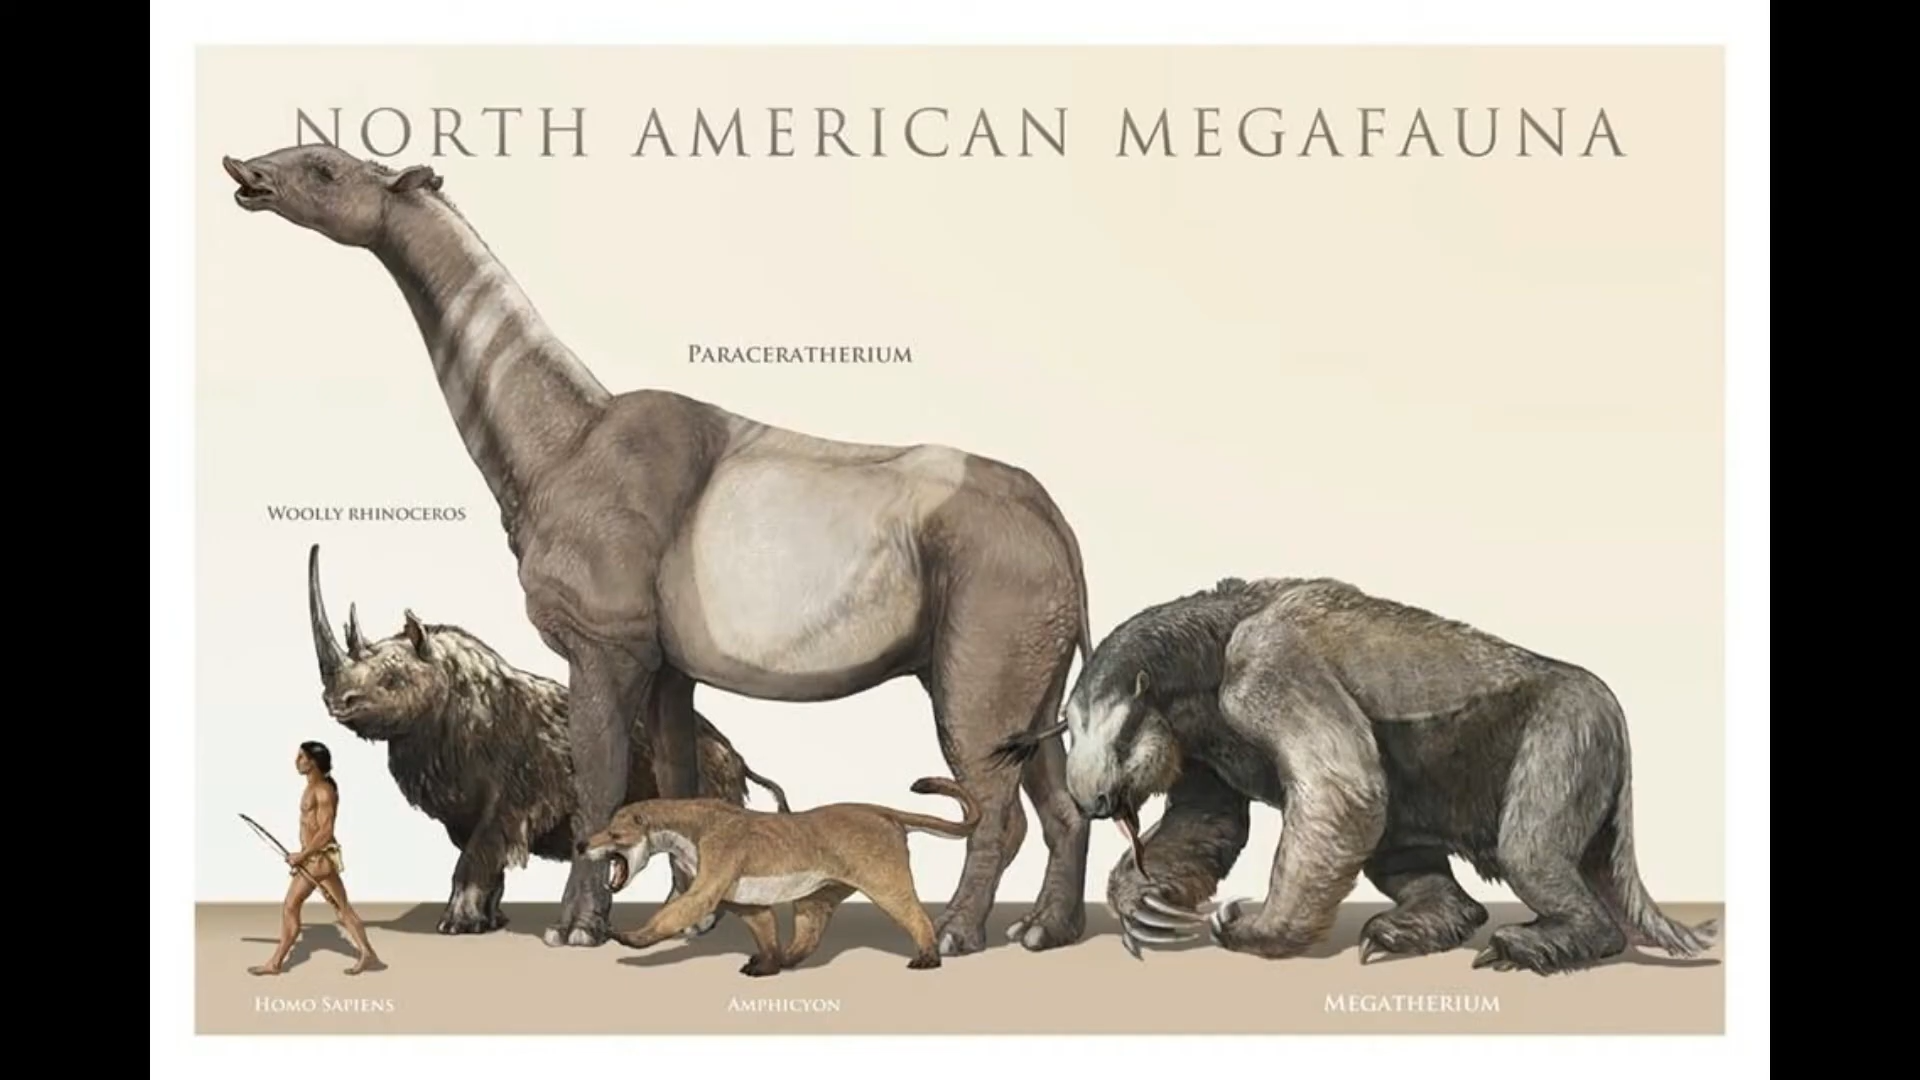 NORTH AMERICAN MEGAFAUNA
PARACERATHERIUM
WOOLLY RHINOCEROS
HOMO SAPIENS
AMPHICYON
MEGATHERIUM